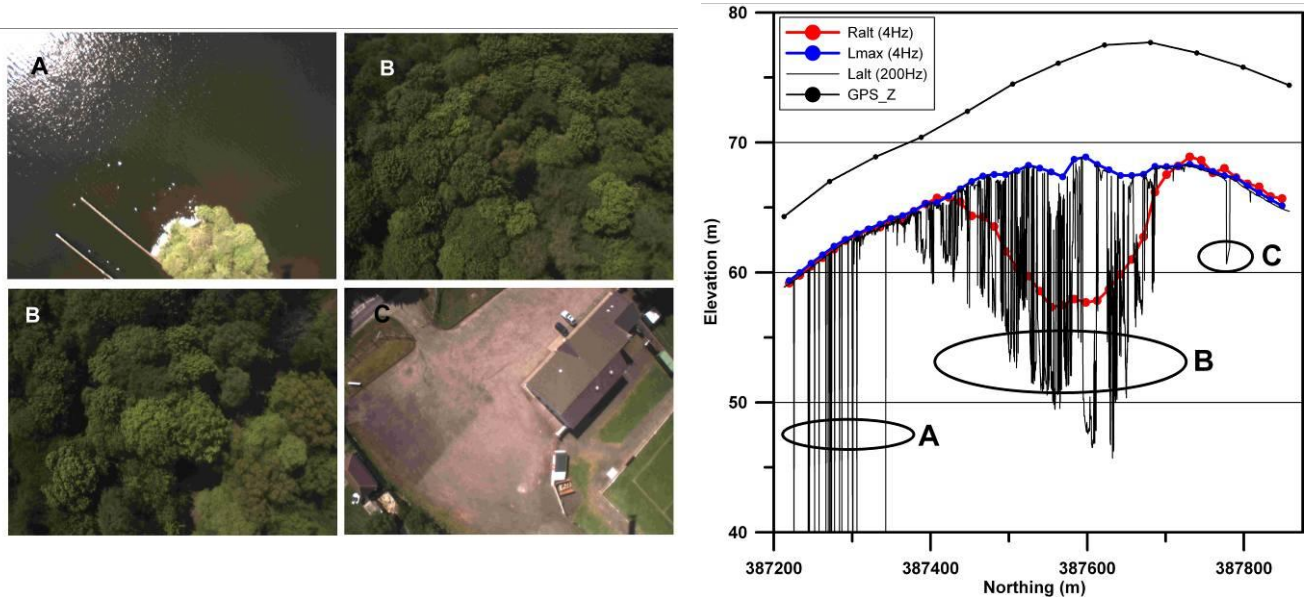 A
B
B
C
80
70
60
50
40
Elevation (m)
Ralt (4Hz)
Lmax (4Hz)
Lalt (200Hz)
GPS_Z
A
B
C
387200
387400
387600
387800
Northing (m)